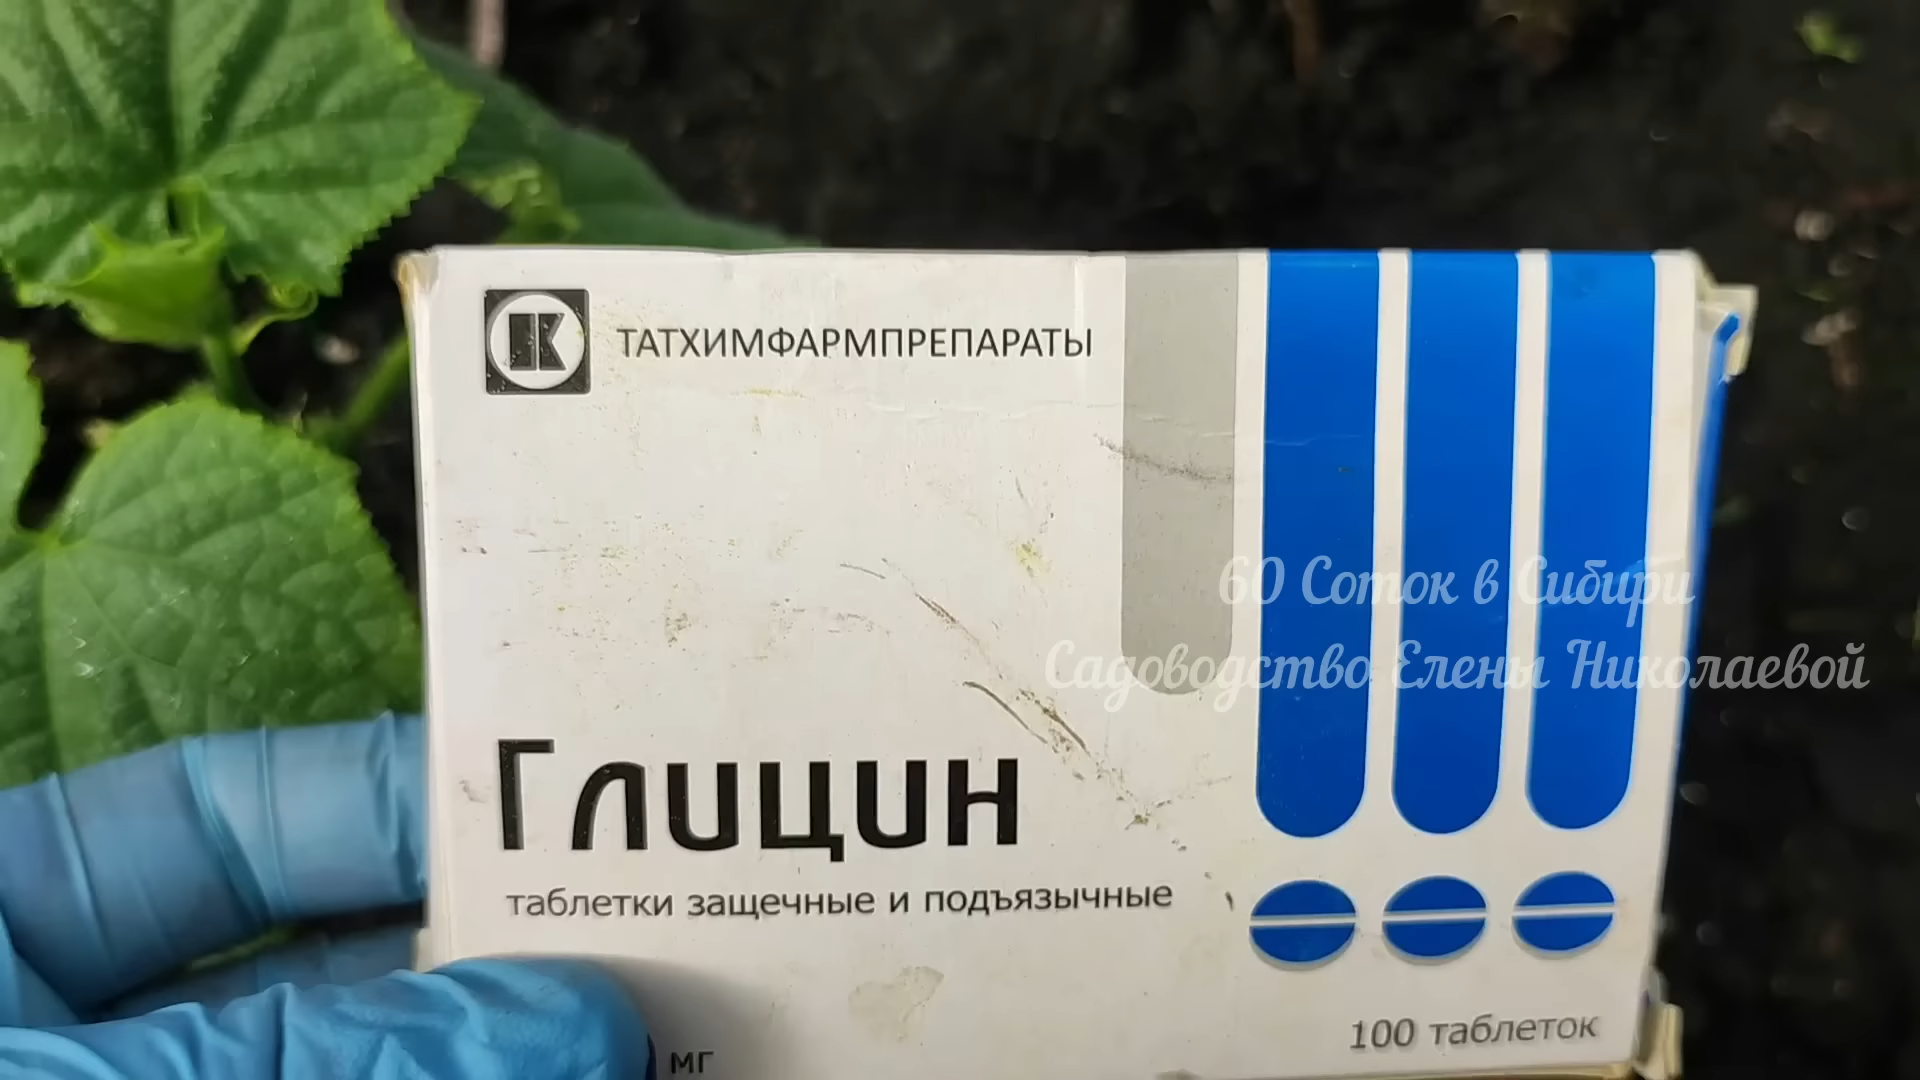 К ТАТХИМФАРМПРЕПАРАТЫ
60 Соток в Сибири
Садоводство Елены Николаевой
Глицин
таблетки защечные и подъязычные
100 таблеток
мг